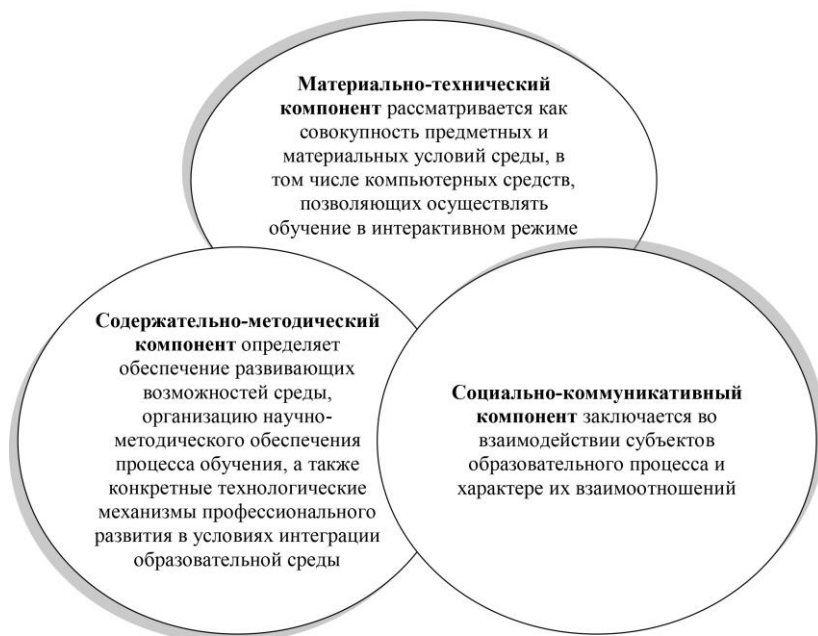 Материально-технический
компонент рассматривается как
совокупность предметных и
материальных условий среды, в
том числе компьютерных средств,
позволяющих осуществлять
обучение в интерактивном режиме
Содержательно-методический
компонент определяет
обеспечение развивающих
возможностей среды,
организацию научно-
методического обеспечения
процесса обучения, а также
конкретные технологические
механизмы профессионального
развития в условиях интеграции
образовательной среды
Социально-коммуникативный
компонент заключается во
взаимодействии субъектов
образовательного процесса и
характере их взаимоотношений